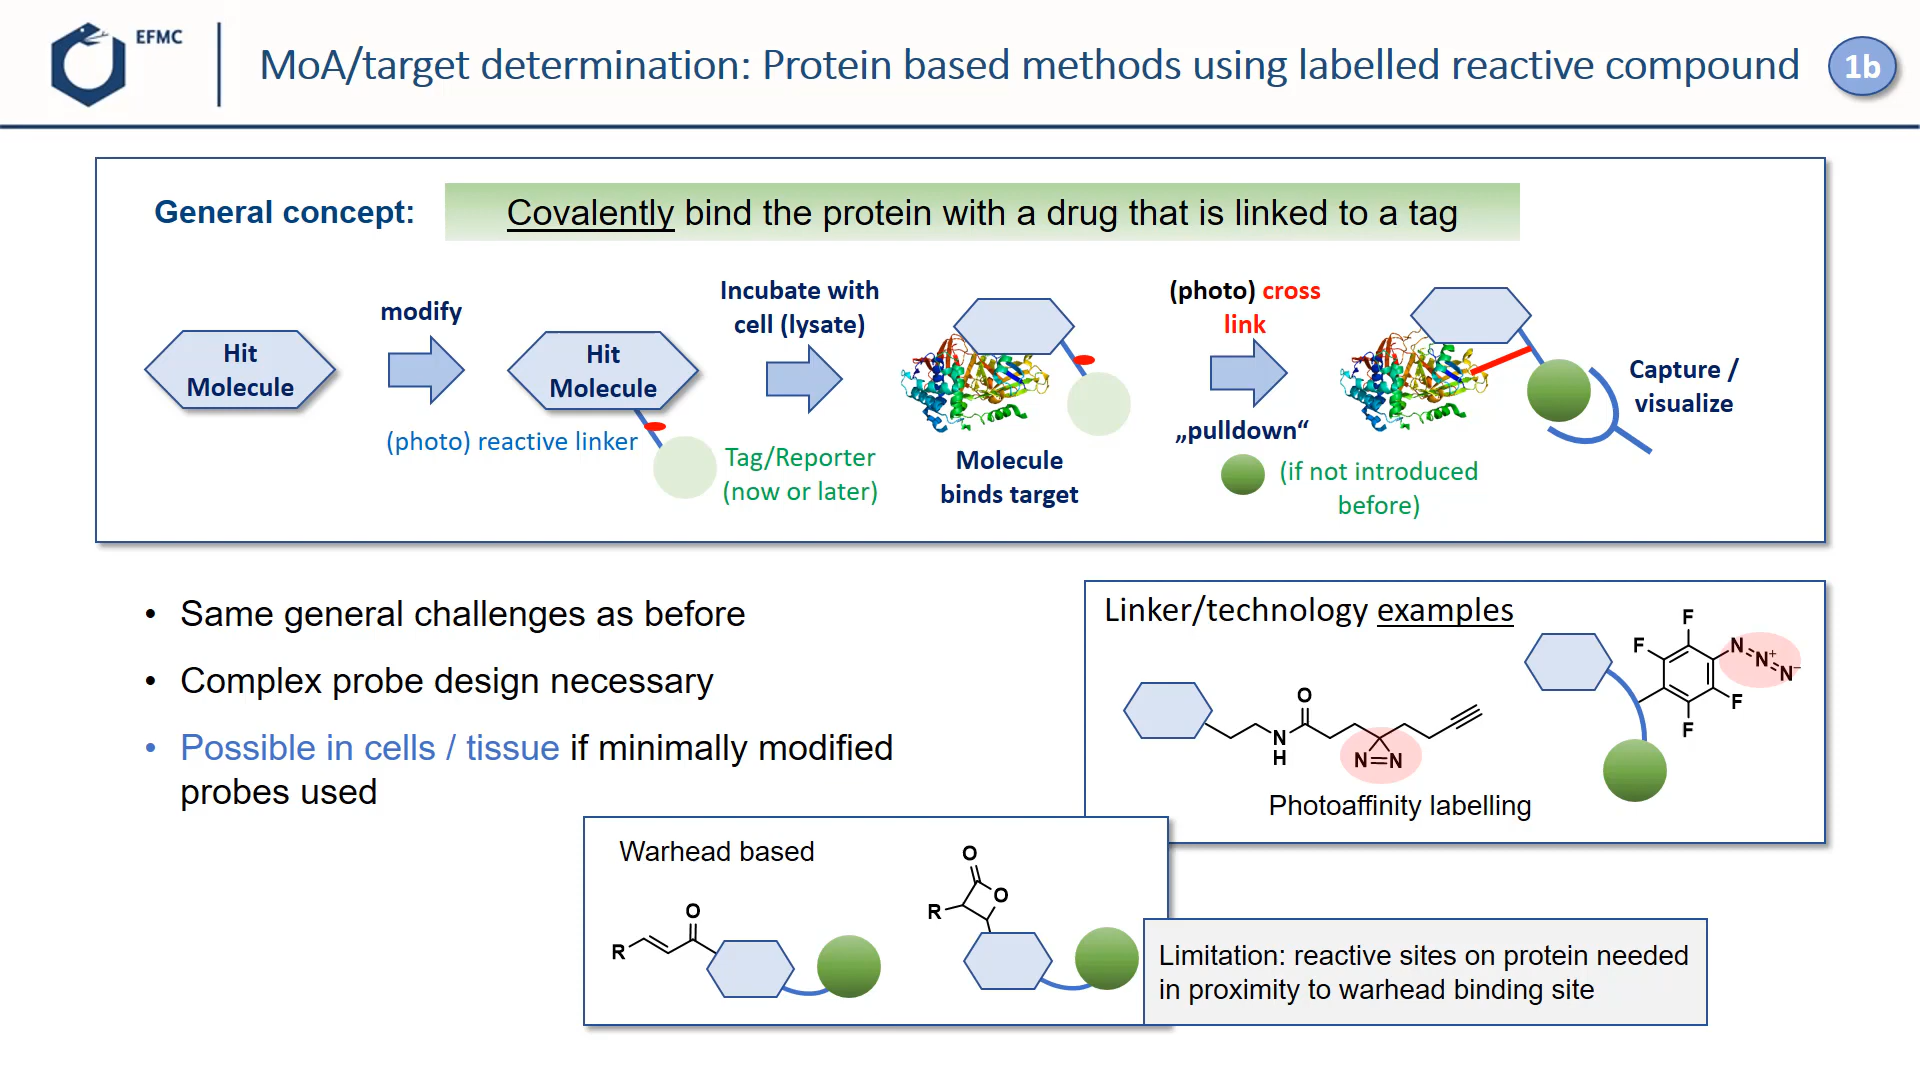 EFMC
MoA/target determination: Protein based methods using labelled reactive compound
1b
General concept:
Covalently bind the protein with a drug that is linked to a tag
Hit
Molecule
modify
(photo) reactive linker
Hit
Molecule
Tag/Reporter
(now or later)
Incubate with
cell (lysate)
Molecule
binds target
(photo) cross
link
„pulldown“
(if not introduced
before)
Capture /
visualize
• Same general challenges as before
• Complex probe design necessary
• Possible in cells / tissue if minimally modified
probes used
Linker/technology examples
O
N
H
N=N
F
F
F
F
N
N+
N−
Photoaffinity labelling
Warhead based
O
R
O
O
R
Limitation: reactive sites on protein needed
in proximity to warhead binding site